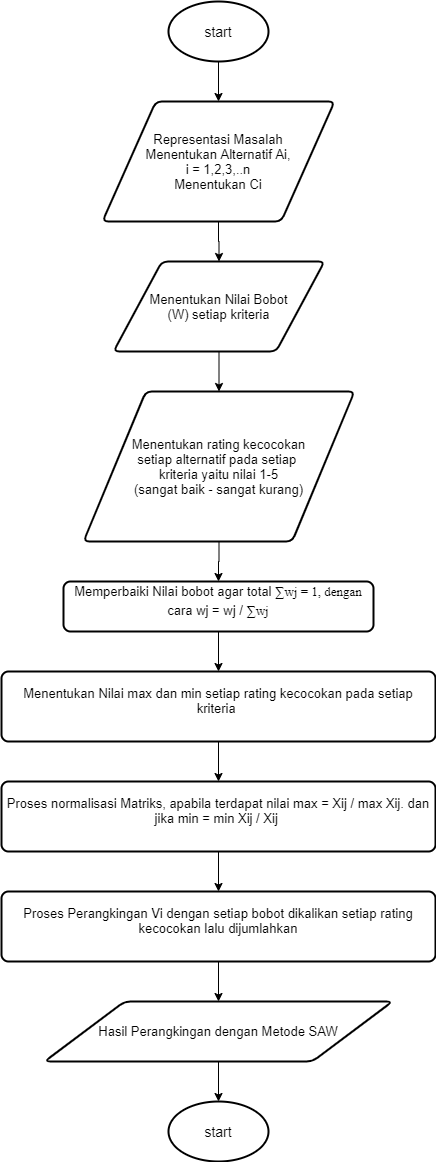 start
Representasi Masalah
Menentukan Alternatif Ai,
i = 1,2,3,..n
Menentukan Ci
Menentukan Nilai Bobot
(W) setiap kriteria
Menentukan rating kecocokan
setiap alternatif pada setiap
kriteria yaitu nilai 1-5
(sangat baik - sangat kurang)
Memperbaiki Nilai bobot agar total ∑wj = 1, dengan
cara wj = wj / ∑wj
Menentukan Nilai max dan min setiap rating kecocokan pada setiap
kriteria
Proses normalisasi Matriks, apabila terdapat nilai max = Xij / max Xij. dan
jika min = min Xij / Xij
Proses Perangkingan Vi dengan setiap bobot dikalikan setiap rating
kecocokan lalu dijumlahkan
Hasil Perangkingan dengan Metode SAW
start